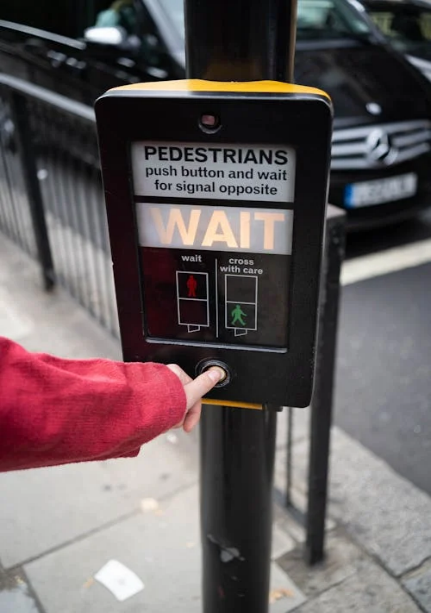 PEDESTRIANS
push button and wait
for signal opposite
WAIT
wait
cross
with care